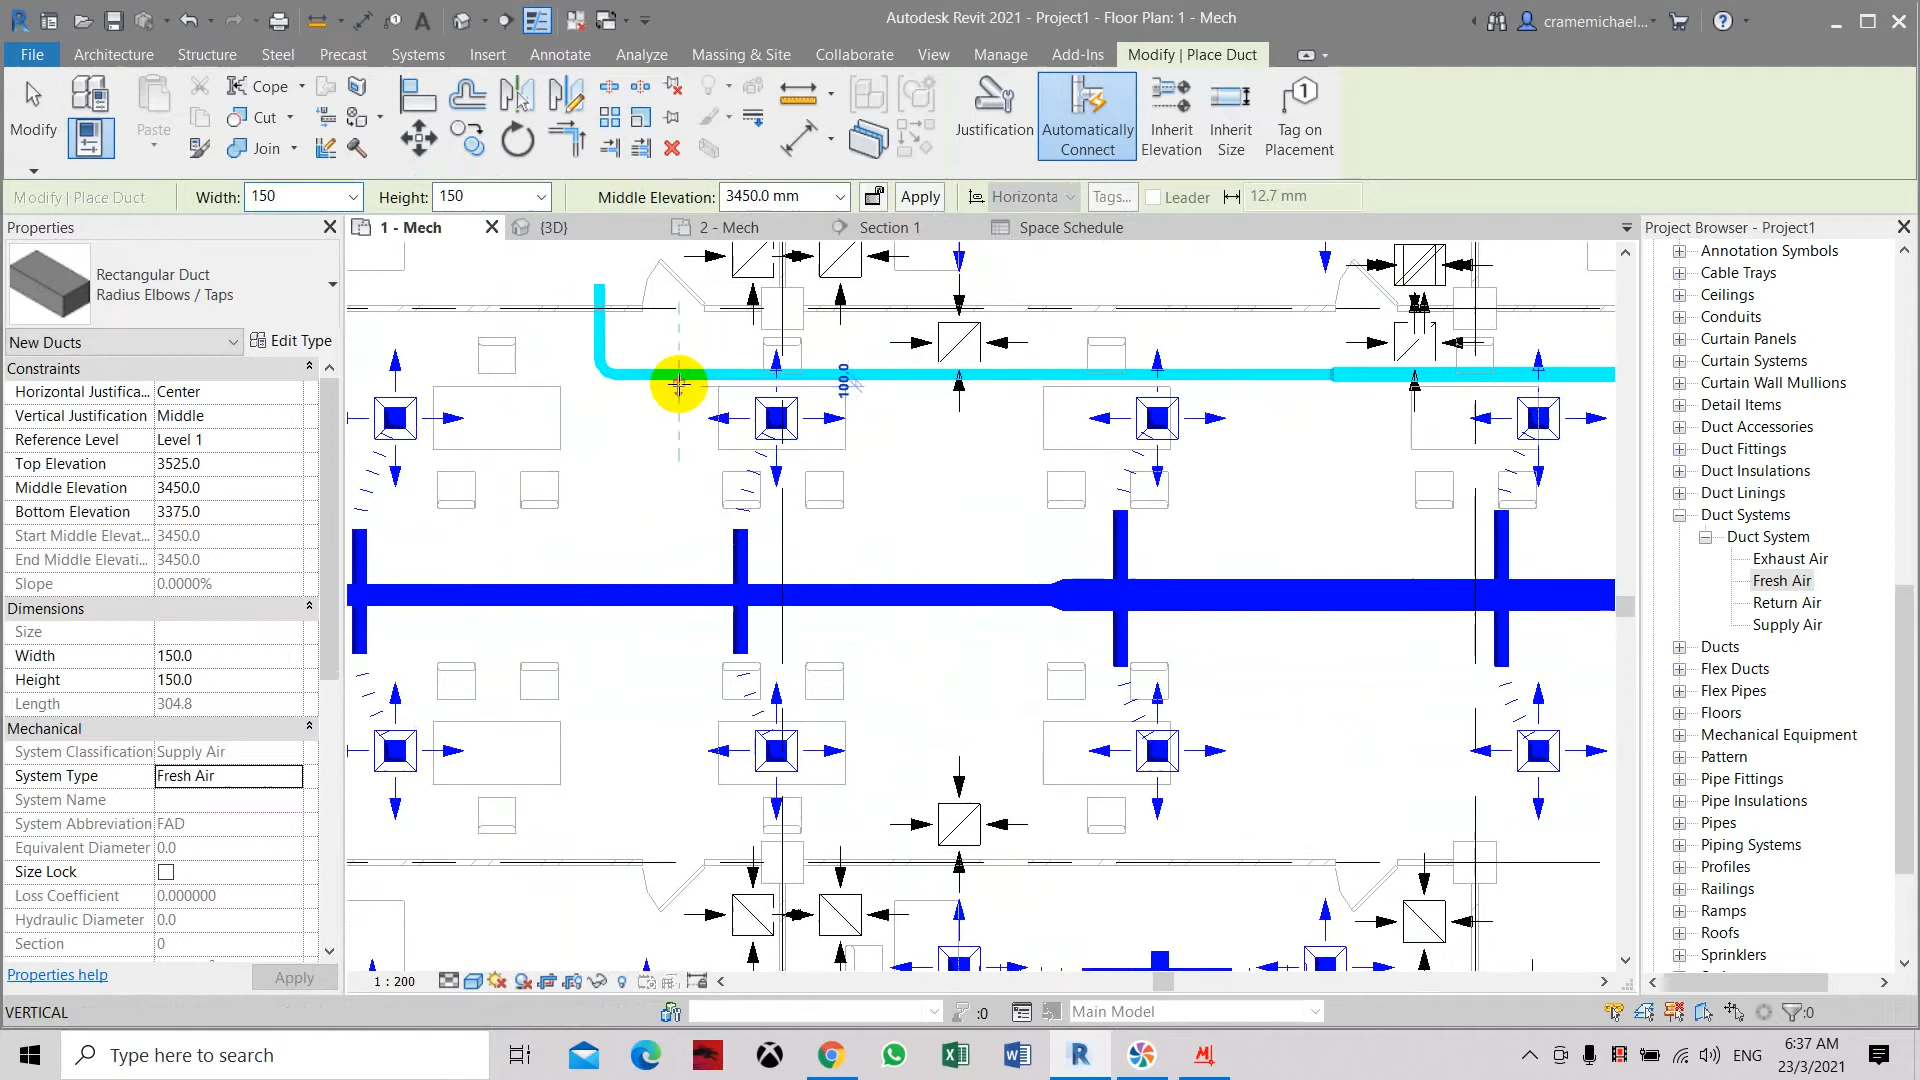 Autodesk Revit 2021 - Project1 - Floor Plan: 1 - Mech
cramemichael...
File Architecture Structure Steel Precast Systems Insert Annotate Analyze Massing & Site Collaborate View Manage Add-Ins Modify | Place Duct
Modify
Paste
Cope
Cut
Join
Justification
Automatically Connect
Inherit Elevation
Inherit Size
Tag on Placement
Modify | Place Duct Width: 150 Height: 150 Middle Elevation: 3450.0 mm Apply Horizonta Tags... Leader 12.7 mm
Properties
1 - Mech {3D} 2 - Mech Section 1 Space Schedule
Project Browser - Project1
Rectangular Duct
Radius Elbows / Taps
New Ducts Edit Type
Constraints
Horizontal Justifica... Center
Vertical Justification Middle
Reference Level Level 1
Top Elevation 3525.0
Middle Elevation 3450.0
Bottom Elevation 3375.0
Start Middle Elevat... 3450.0
End Middle Elevati... 3450.0
Slope 0.0000%
Dimensions
Size
Width 150.0
Height 150.0
Length 304.8
Mechanical
System Classification Supply Air
System Type Fresh Air
System Name
System Abbreviation FAD
Equivalent Diameter 0.0
Size Lock
Loss Coefficient 0.000000
Hydraulic Diameter 0.0
Section 0
Properties help Apply
100.0
Annotation Symbols
Cable Trays
Ceilings
Conduits
Curtain Panels
Curtain Systems
Curtain Wall Mullions
Detail Items
Duct Accessories
Duct Fittings
Duct Insulations
Duct Linings
Duct Systems
Duct System
Exhaust Air
Fresh Air
Return Air
Supply Air
Ducts
Flex Ducts
Flex Pipes
Floors
Mechanical Equipment
Pattern
Pipe Fittings
Pipe Insulations
Pipes
Piping Systems
Profiles
Railings
Ramps
Roofs
Sprinklers
1 : 200
VERTICAL
:0
Main Model
:0
Type here to search
ENG
6:37 AM
23/3/2021